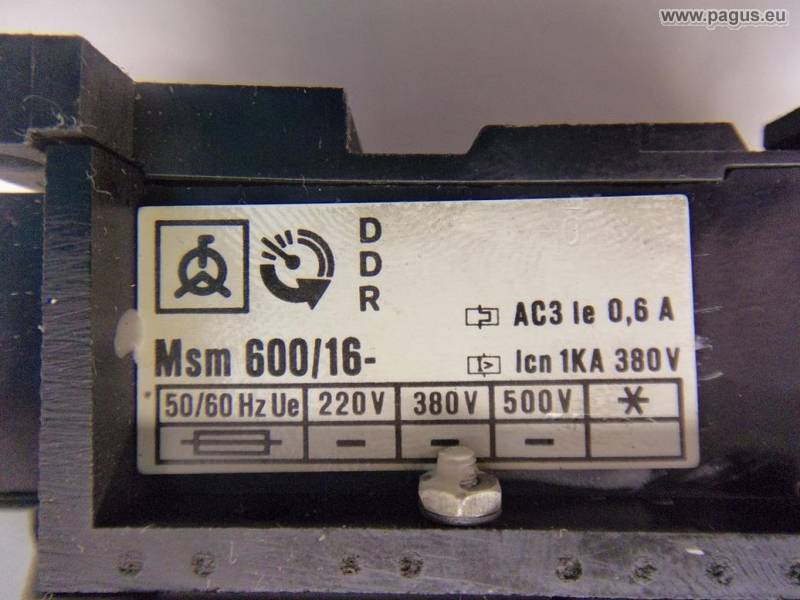 www.pagus.eu
D
D
R
AC3 Ie 0,6 A
Msm 600/16-
Icn 1KA 380V
50/60 Hz Ue 220V 380V 500V
- - -